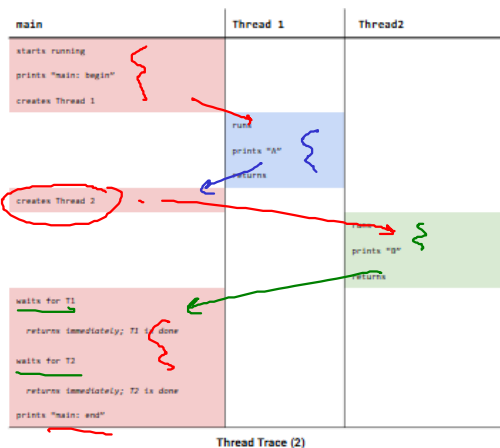 main Thread 1 Thread2
starts running
prints "main: begin"
creates Thread 1
runs
prints "A"
returns
creates Thread 2
runs
prints "B"
returns
waits for T1
returns immediately; T1 is done
waits for T2
returns immediately; T2 is done
prints "main: end"
Thread Trace (2)